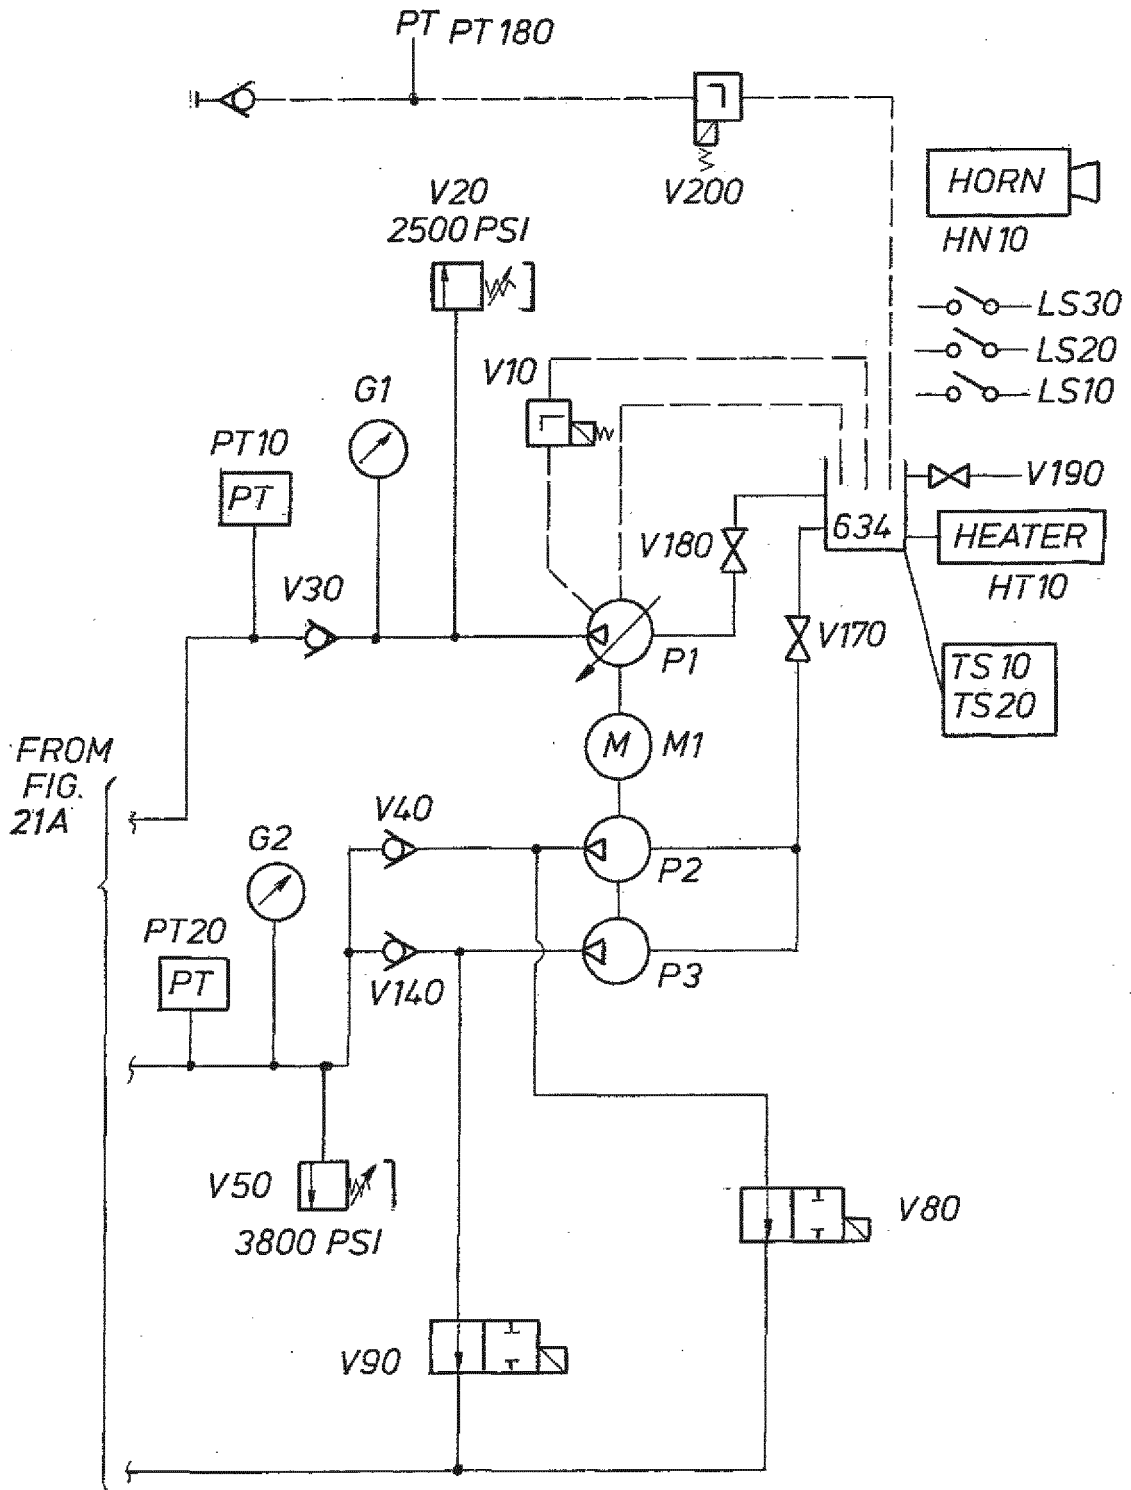 PT PT 180
HORN
HN 10
V20
2500 PSI
V200
LS30
LS20
LS10
V10
G1
PT 10
PT
V190
634
HEATER
HT 10
V180
V30
V170
P1
TS 10
TS 20
M M1
FROM
FIG.
21A
V40
G2
P2
PT20
PT
V140
P3
V50
3800 PSI
V80
V90